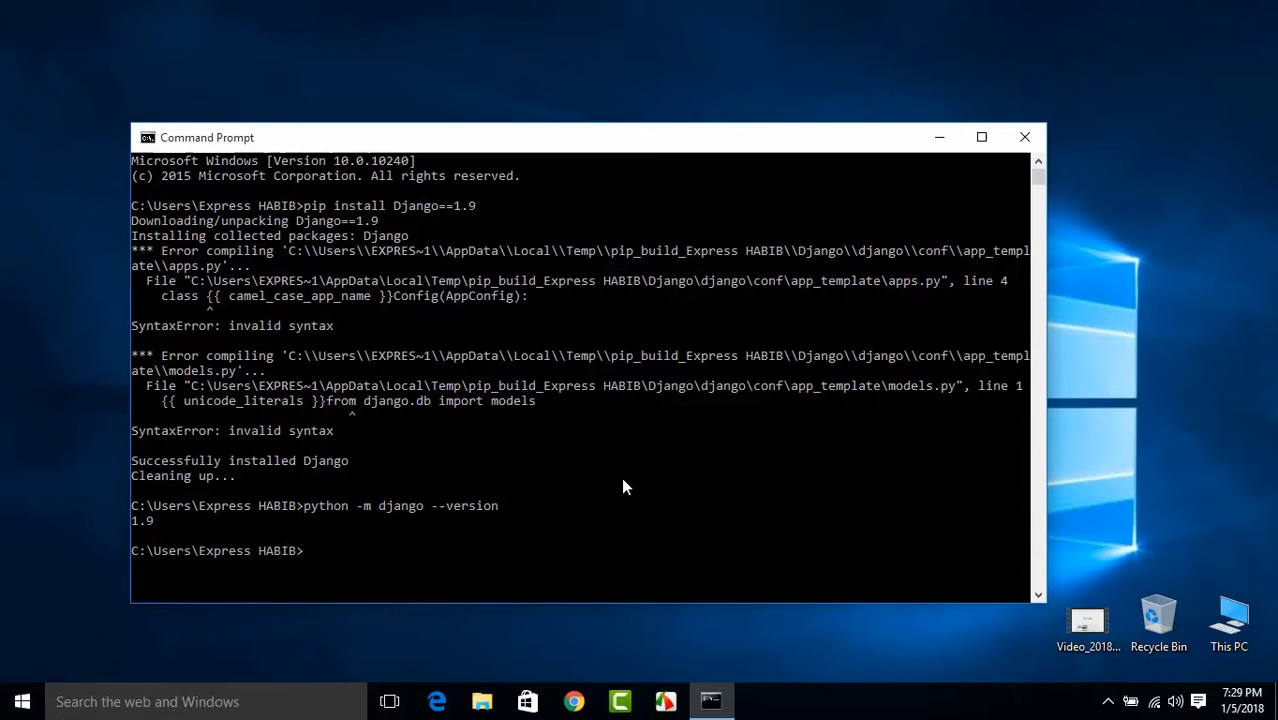 Command Prompt
Microsoft Windows [Version 10.0.10240]
(c) 2015 Microsoft Corporation. All rights reserved.
C:\Users\Express HABIB>pip install Django==1.9
Downloading/unpacking Django==1.9
Installing collected packages: Django
*** Error compiling 'C:\\Users\\EXPRES~1\\AppData\\Local\\Temp\\pip_build_Express HABIB\\Django\\django\\conf\\app_templ
ate\\apps.py'...
File "C:\Users\EXPRES~1\AppData\Local\Temp\pip_build_Express HABIB\Django\django\conf\app_template\apps.py", line 4
class {{ camel_case_app_name }}Config(AppConfig):
^
SyntaxError: invalid syntax
*** Error compiling 'C:\\Users\\EXPRES~1\\AppData\\Local\\Temp\\pip_build_Express HABIB\\Django\\django\\conf\\app_templ
ate\\models.py'...
File "C:\Users\EXPRES~1\AppData\Local\Temp\pip_build_Express HABIB\Django\django\conf\app_template\models.py", line 1
{{ unicode_literals }}from django.db import models
^
SyntaxError: invalid syntax
Successfully installed Django
Cleaning up...
C:\Users\Express HABIB>python -m django --version
1.9
C:\Users\Express HABIB>
Video_2018... Recycle Bin This PC
Search the web and Windows
7:29 PM
1/5/2018